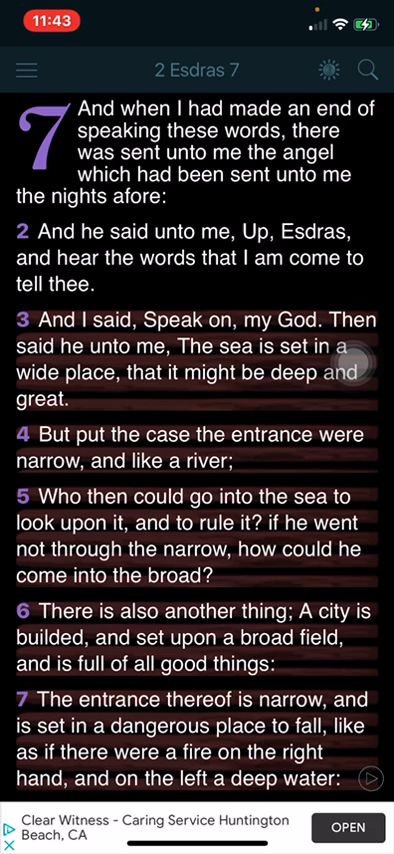 11:43
2 Esdras 7
7 And when I had made an end of
speaking these words, there
was sent unto me the angel
which had been sent unto me
the nights afore:
2 And he said unto me, Up, Esdras,
and hear the words that I am come to
tell thee.
3 And I said, Speak on, my God. Then
said he unto me, The sea is set in a
wide place, that it might be deep and
great.
4 But put the case the entrance were
narrow, and like a river;
5 Who then could go into the sea to
look upon it, and to rule it? if he went
not through the narrow, how could he
come into the broad?
6 There is also another thing; A city is
builded, and set upon a broad field,
and is full of all good things:
7 The entrance thereof is narrow, and
is set in a dangerous place to fall, like
as if there were a fire on the right
hand, and on the left a deep water:
Clear Witness - Caring Service Huntington
Beach, CA
OPEN